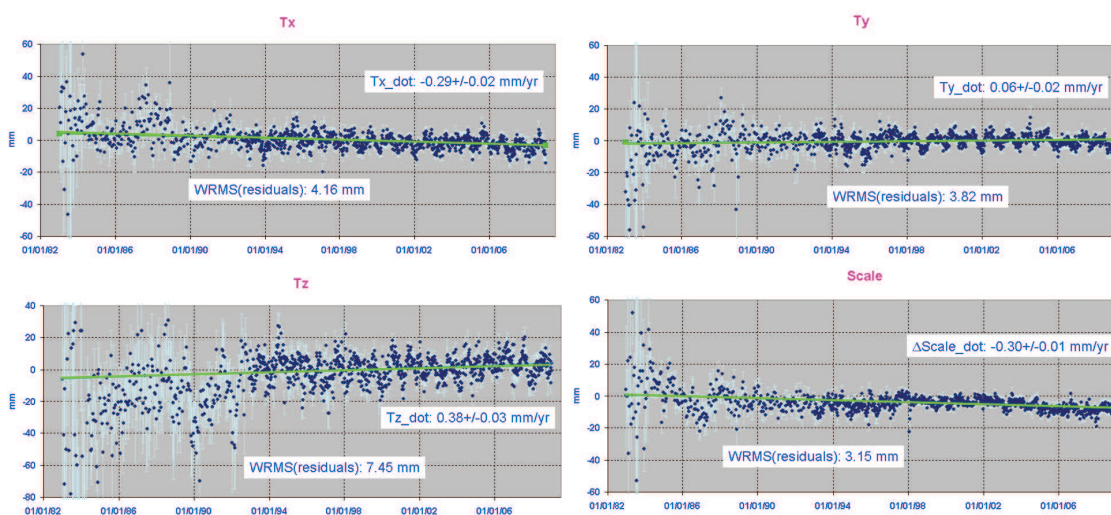 Tx
60
40
20
0
-20
-40
-60
mm
Tx_dot: -0.29+/-0.02 mm/yr
WRMS(residuals): 4.16 mm
01/01/82 01/01/86 01/01/90 01/01/94 01/01/98 01/01/02 01/01/06
Ty
60
40
20
0
-20
-40
-60
mm
Ty_dot: 0.06+/-0.02 mm/yr
WRMS(residuals): 3.82 mm
01/01/82 01/01/86 01/01/90 01/01/94 01/01/98 01/01/02 01/01/06
Tz
40
20
0
-20
-40
-60
-80
mm
Tz_dot: 0.38+/-0.03 mm/yr
WRMS(residuals): 7.45 mm
01/01/82 01/01/86 01/01/90 01/01/94 01/01/98 01/01/02 01/01/06
Scale
60
40
20
0
-20
-40
-60
mm
ΔScale_dot: -0.30+/-0.01 mm/yr
WRMS(residuals): 3.15 mm
01/01/82 01/01/86 01/01/90 01/01/94 01/01/98 01/01/02 01/01/06